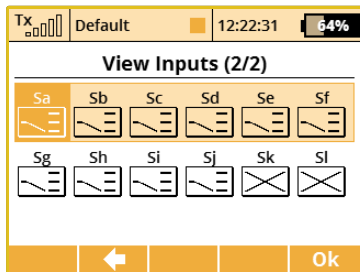 Tx Default 12:22:31 64%
View Inputs (2/2)
Sa Sb Sc Sd Se Sf
Sg Sh Si Sj Sk Sl
Ok